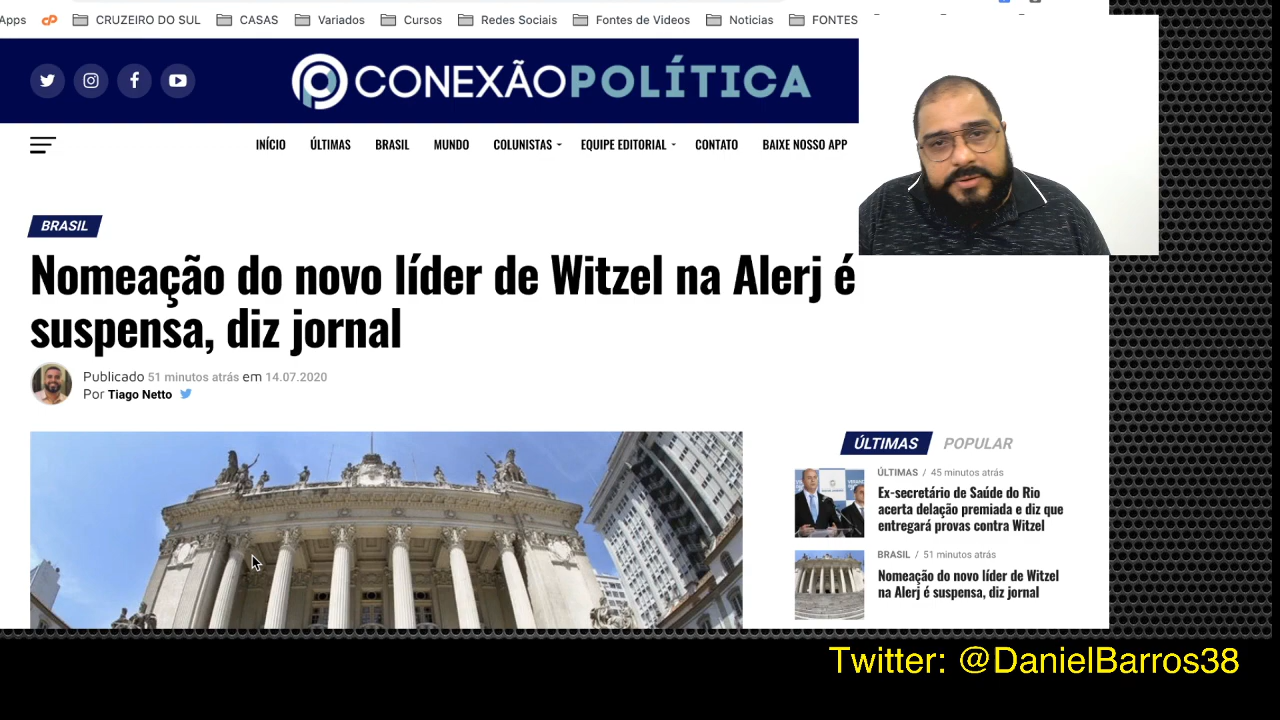 Apps
CRUZEIRO DO SUL
CASAS
Variados
Cursos
Redes Sociais
Fontes de Videos
Noticias
FONTES
CONEXÃOPOLÍTICA
INÍCIO
ÚLTIMAS
BRASIL
MUNDO
COLUNISTAS
EQUIPE EDITORIAL
CONTATO
BAIXE NOSSO APP
BRASIL
Nomeação do novo líder de Witzel na Alerj é
suspensa, diz jornal
Publicado 51 minutos atrás em 14.07.2020
Por Tiago Netto
ÚLTIMAS
POPULAR
ÚLTIMAS / 45 minutos atrás
Ex-secretário de Saúde do Rio
acerta delação premiada e diz que
entregará provas contra Witzel
BRASIL / 51 minutos atrás
Nomeação do novo líder de Witzel
na Alerj é suspensa, diz jornal
Twitter: @DanielBarros38